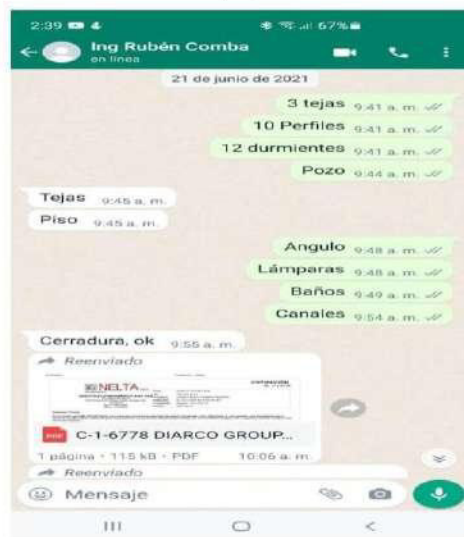 2:39
67%
Ing Rubén Comba
en línea
21 de junio de 2021
3 tejas 9:41 a. m.
10 Perfiles 9:41 a. m.
12 durmientes 9:41 a. m.
Pozo 9:44 a. m.
Tejas 9:45 a. m.
Piso 9:45 a. m.
Angulo 9:48 a. m.
Lámparas 9:48 a. m.
Baños 9:49 a. m.
Canales 9:54 a. m.
Cerradura, ok 9:55 a. m.
Reenviado
NELTA
COTIZACIÓN
PDF C-1-6778 DIARCO GROUP...
1 página • 115 kB • PDF 10:06 a. m.
Reenviado
Mensaje